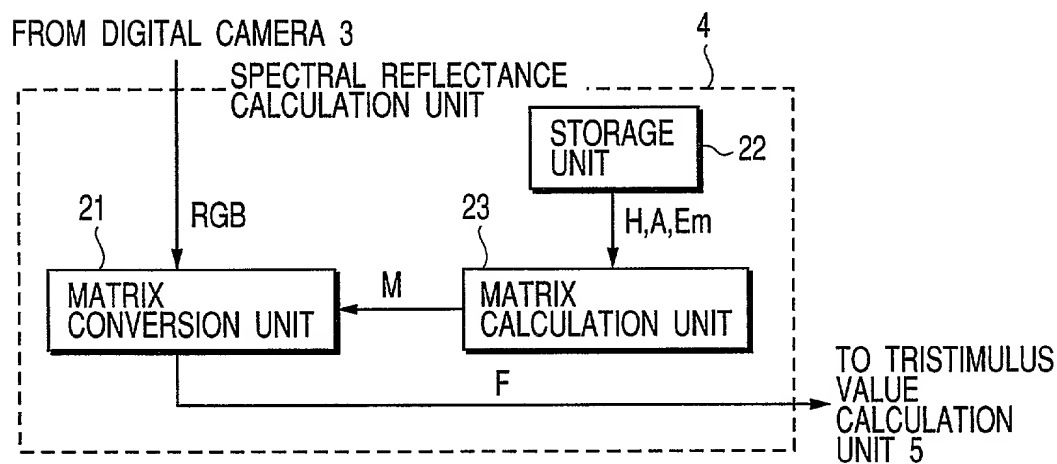 FROM DIGITAL CAMERA 3
4
SPECTRAL REFLECTANCE
CALCULATION UNIT
STORAGE
UNIT
22
21
RGB
23
H,A,Em
MATRIX
CONVERSION UNIT
M
MATRIX
CALCULATION UNIT
F
TO TRISTIMULUS
VALUE
CALCULATION
UNIT 5